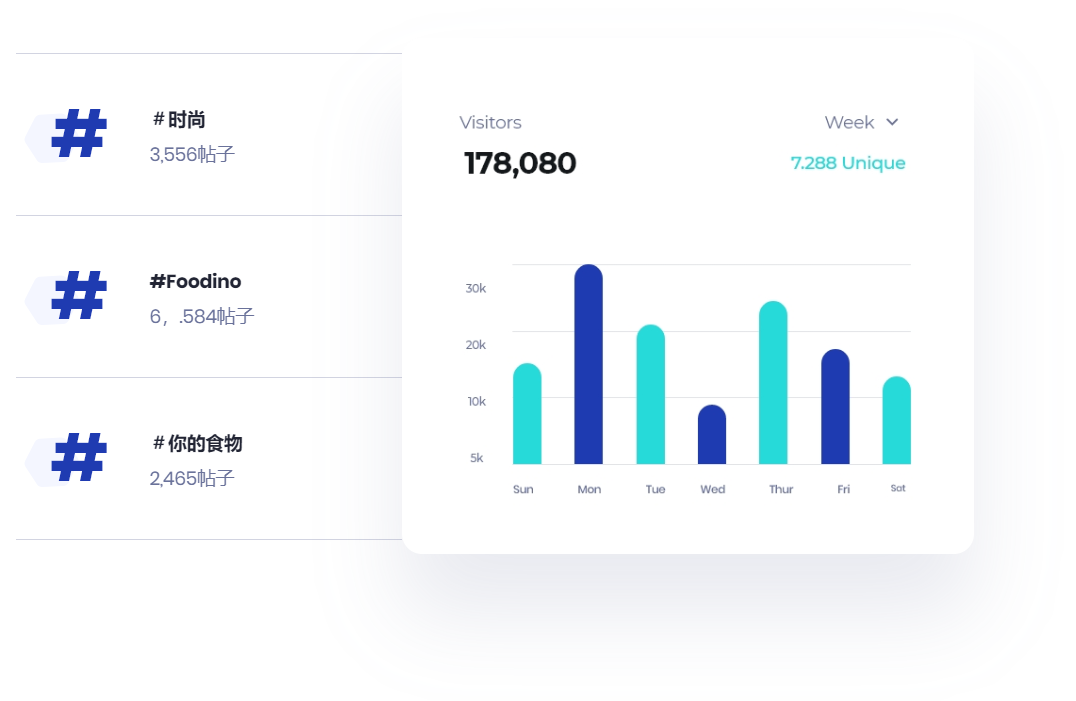 # 时尚
3,556帖子
#Foodino
6，.584帖子
# 你的食物
2,465帖子
Visitors
Week
178,080
7.288 Unique
30k
20k
10k
5k
Sun Mon Tue Wed Thur Fri Sat